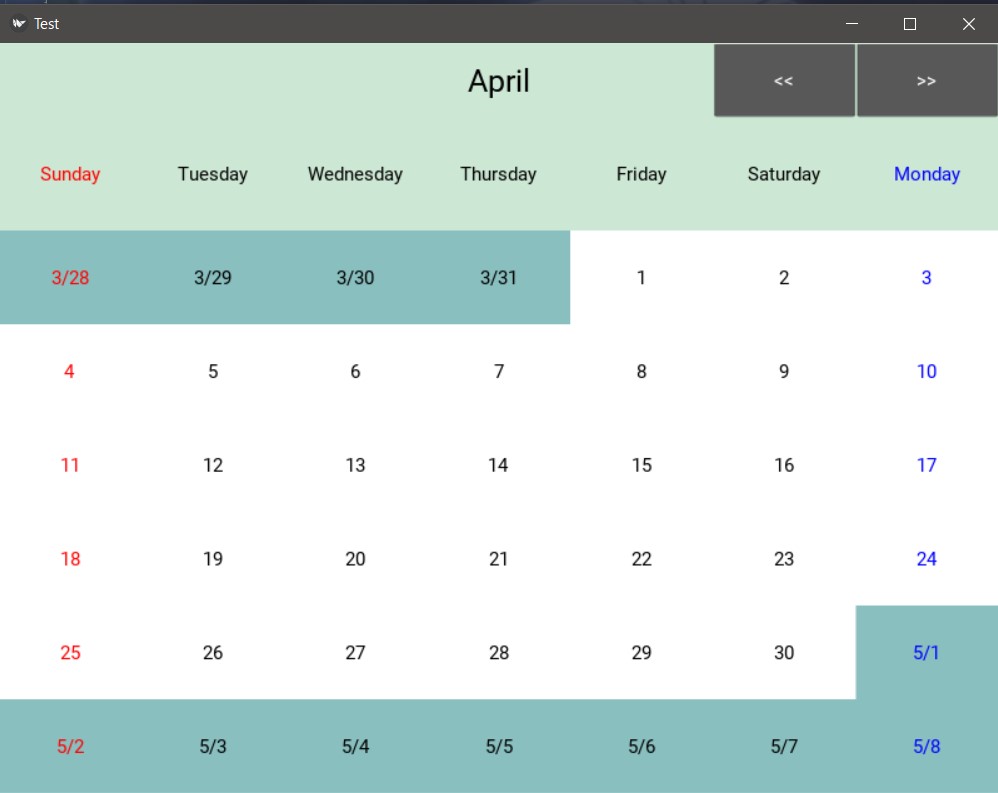 Test
April << >>
Sunday Tuesday Wednesday Thursday Friday Saturday Monday
3/28 3/29 3/30 3/31 1 2 3
4 5 6 7 8 9 10
11 12 13 14 15 16 17
18 19 20 21 22 23 24
25 26 27 28 29 30 5/1
5/2 5/3 5/4 5/5 5/6 5/7 5/8